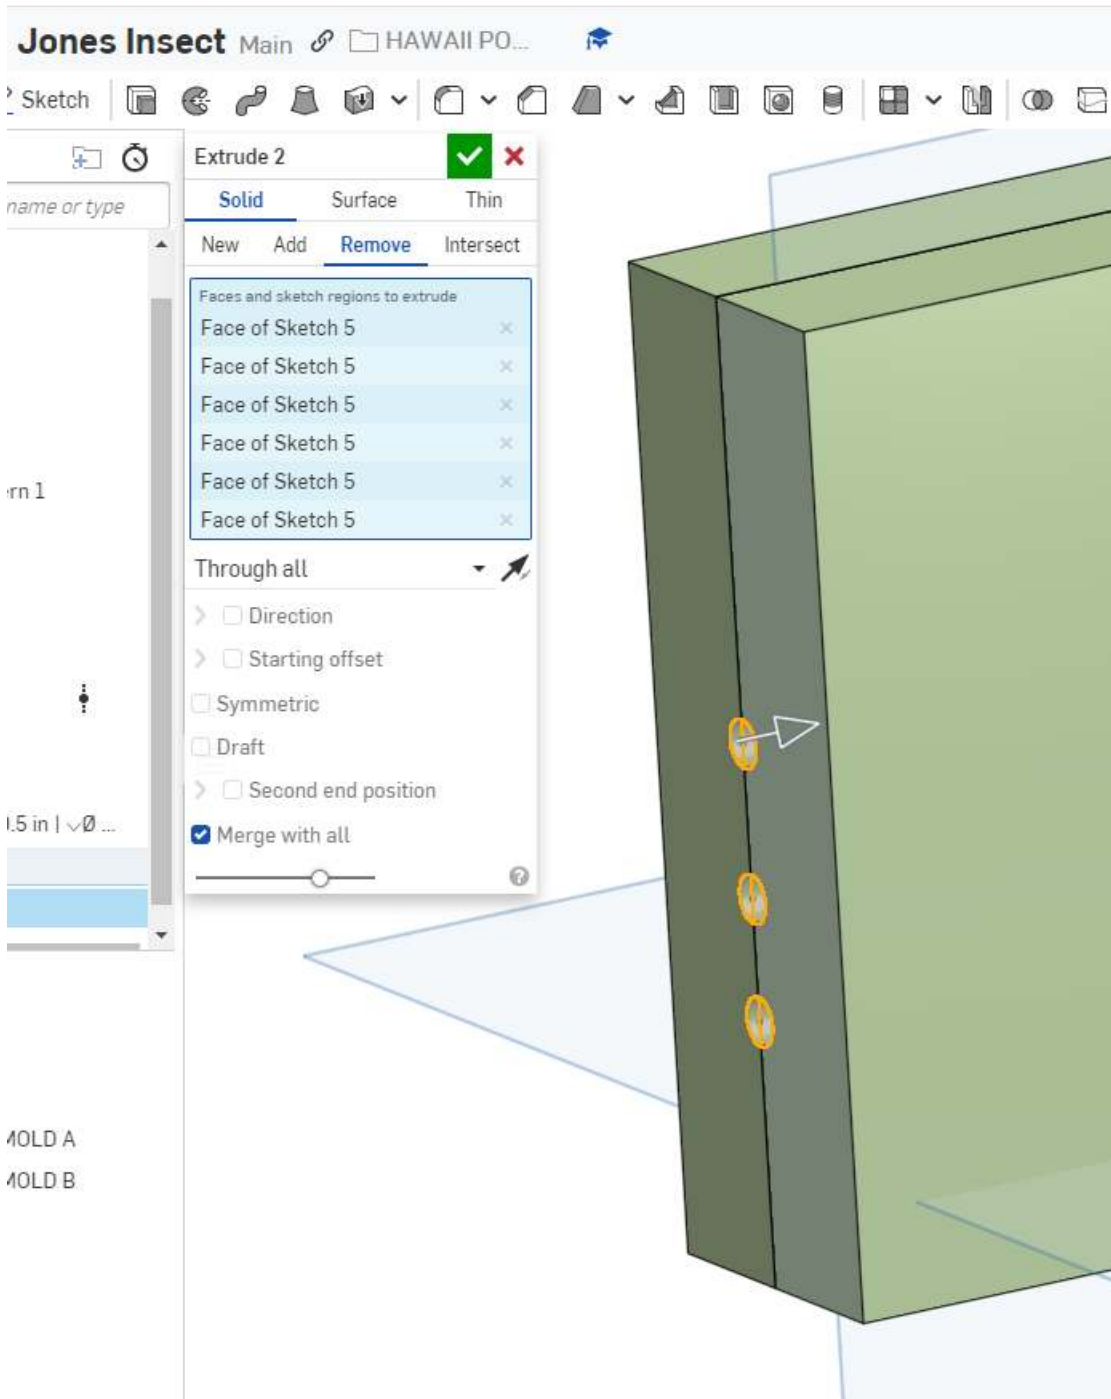 Jones Insect Main HAWAII PO...
Sketch
Extrude 2
name or type
Solid Surface Thin
New Add Remove Intersect
Faces and sketch regions to extrude
Face of Sketch 5
Face of Sketch 5
Face of Sketch 5
Face of Sketch 5
ern 1
Face of Sketch 5
Face of Sketch 5
Through all
Direction
Starting offset
Symmetric
Draft
Second end position
.5 in | ⌵Ø ...
Merge with all
MOLD A
MOLD B